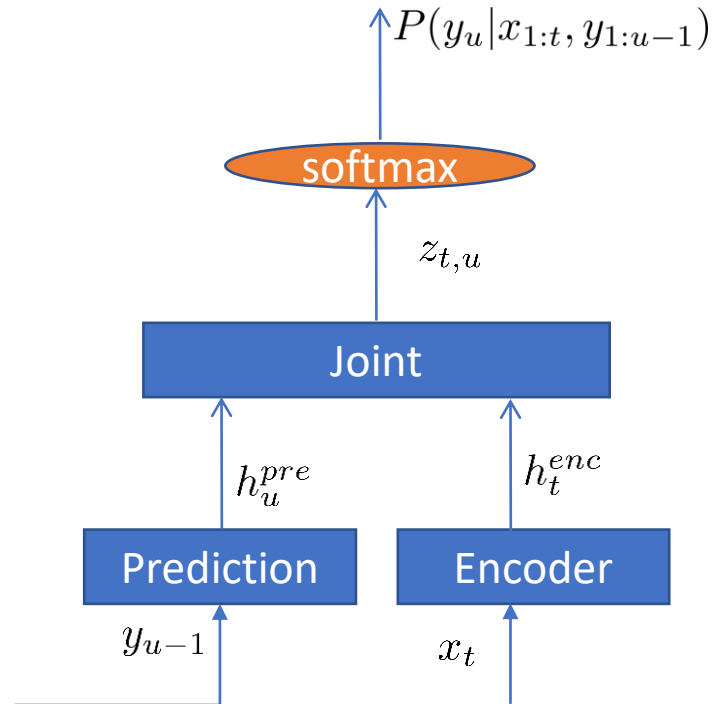 P(y_u|x_{1:t}, y_{1:u-1})
softmax
z_{t,u}
Joint
h_u^{pre}
h_t^{enc}
Prediction
Encoder
y_{u-1}
x_t